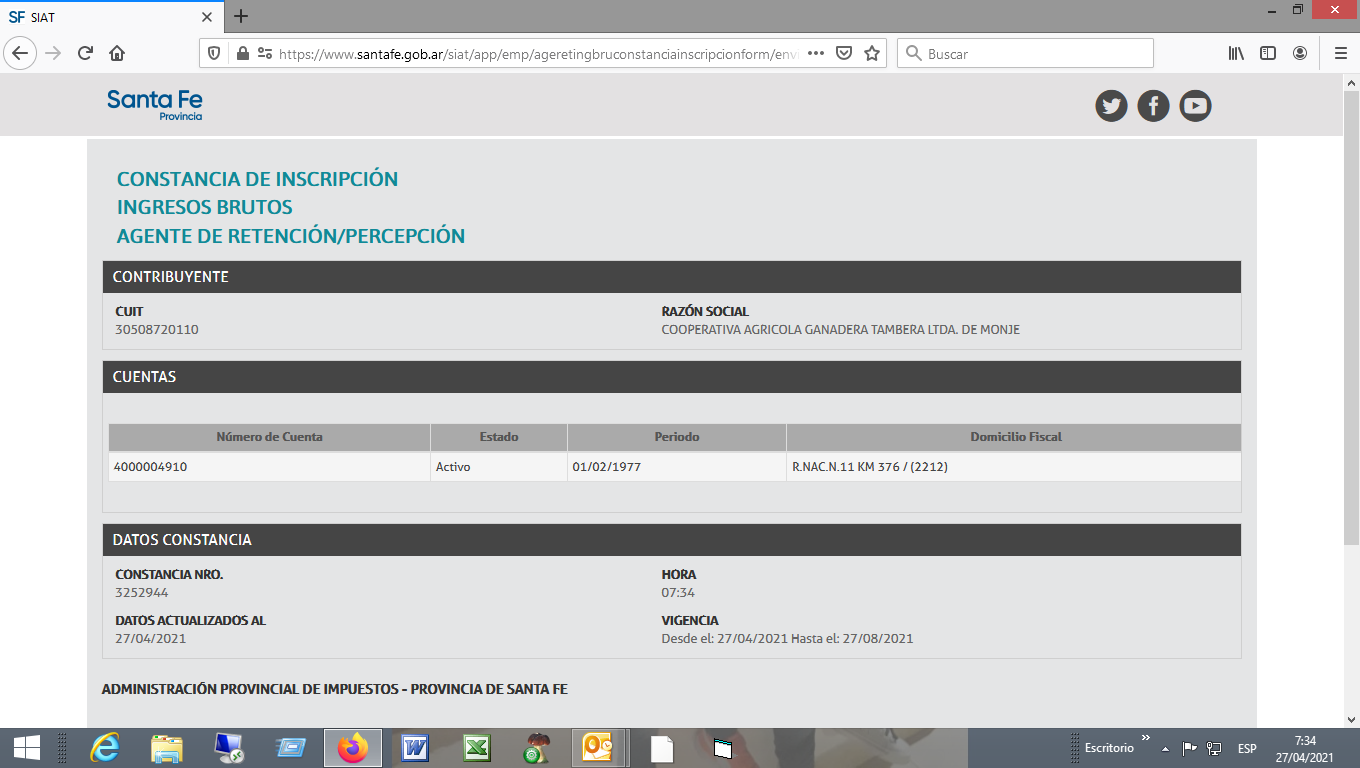 SF SIAT
https://www.santafe.gob.ar/siat/app/emp/ageretingbruconstanciainscripcionform/env
Buscar
Santa Fe
Provincia
CONSTANCIA DE INSCRIPCIÓN
INGRESOS BRUTOS
AGENTE DE RETENCIÓN/PERCEPCIÓN
CONTRIBUYENTE
CUIT RAZÓN SOCIAL
30508720110 COOPERATIVA AGRICOLA GANADERA TAMBERA LTDA. DE MONJE
CUENTAS
Número de Cuenta Estado Periodo Domicilio Fiscal
4000004910 Activo 01/02/1977 R.NAC.N.11 KM 376 / (2212)
DATOS CONSTANCIA
CONSTANCIA NRO. HORA
3252944 07:34
DATOS ACTUALIZADOS AL VIGENCIA
27/04/2021 Desde el: 27/04/2021 Hasta el: 27/08/2021
ADMINISTRACIÓN PROVINCIAL DE IMPUESTOS - PROVINCIA DE SANTA FE
Escritorio ESP 7:34
27/04/2021